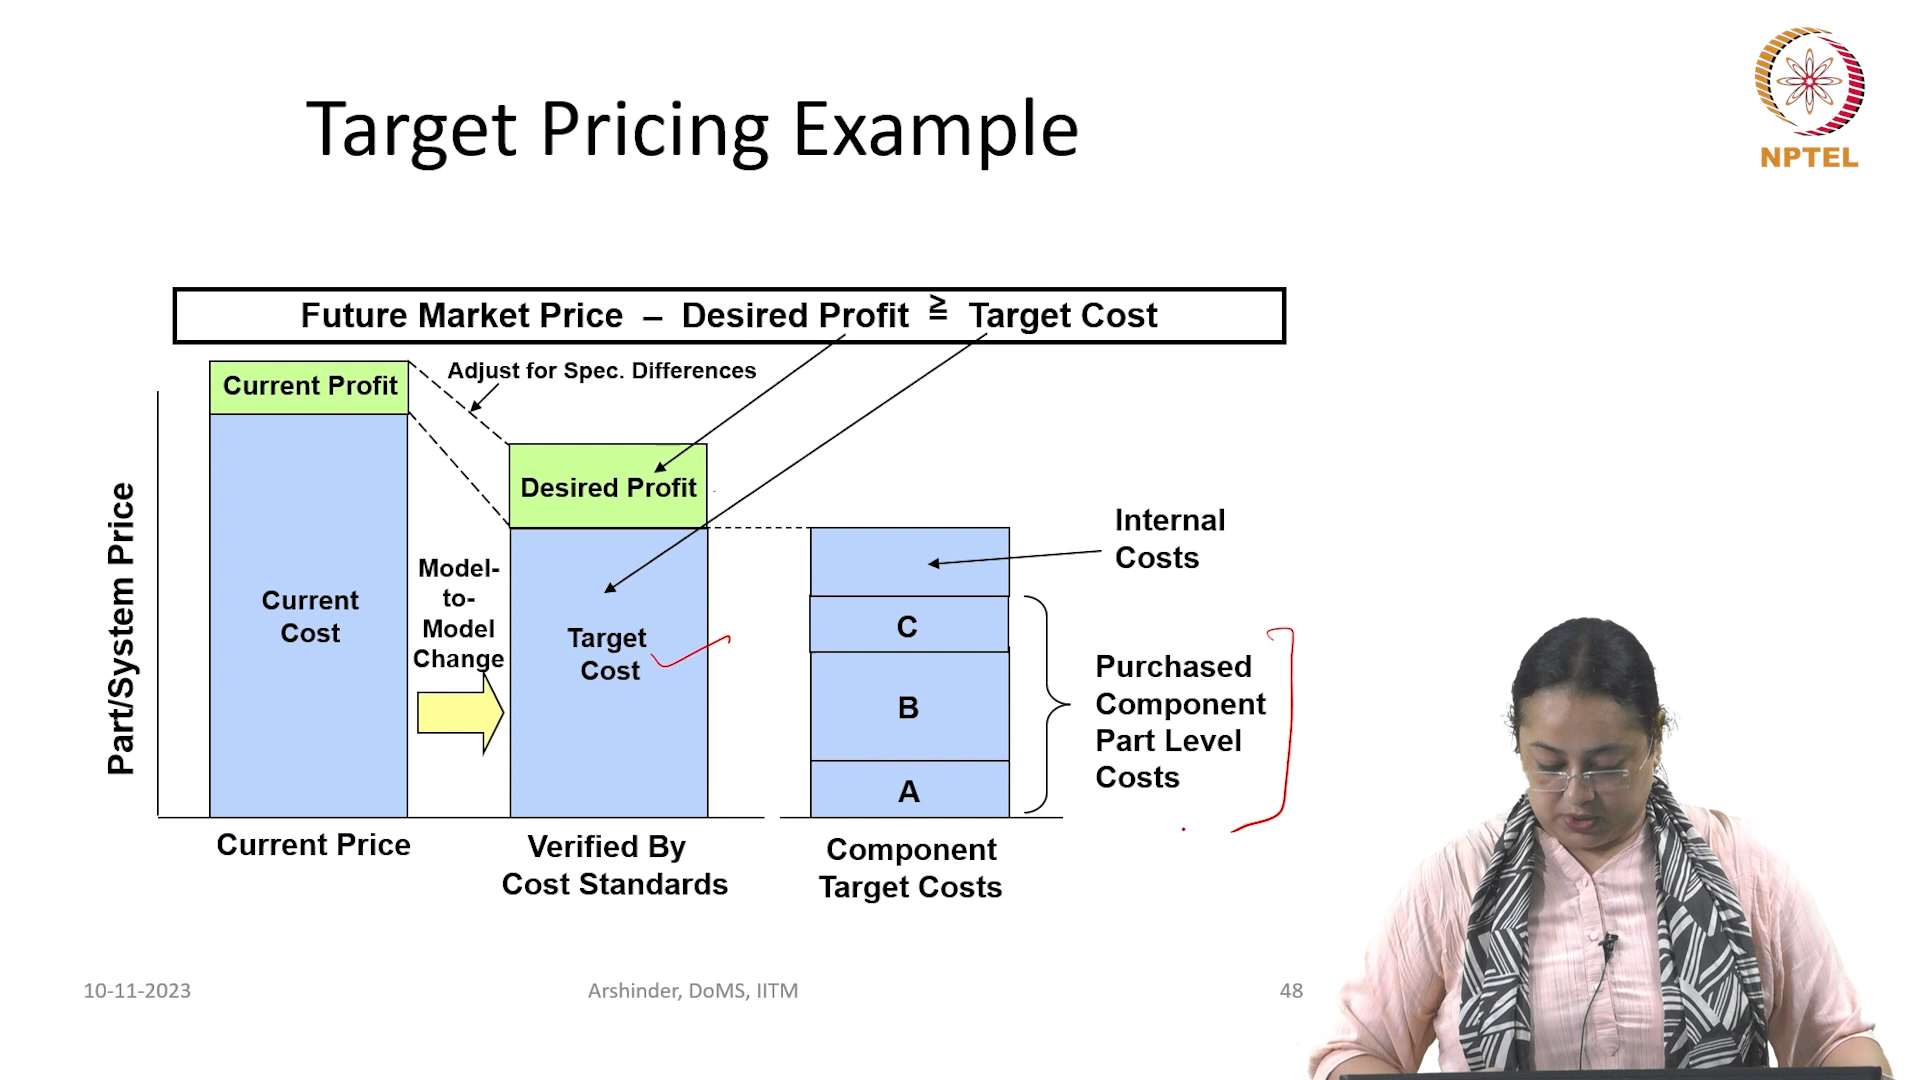 Target Pricing Example
NPTEL
Future Market Price – Desired Profit ≧ Target Cost
Current Profit
Adjust for Spec. Differences
Desired Profit
Part/System Price
Current
Cost
Model-
to-
Model
Change
Target
Cost
Internal
Costs
C
B
A
Purchased
Component
Part Level
Costs
Current Price
Verified By
Cost Standards
Component
Target Costs
10-11-2023
Arshinder, DoMS, IITM
48